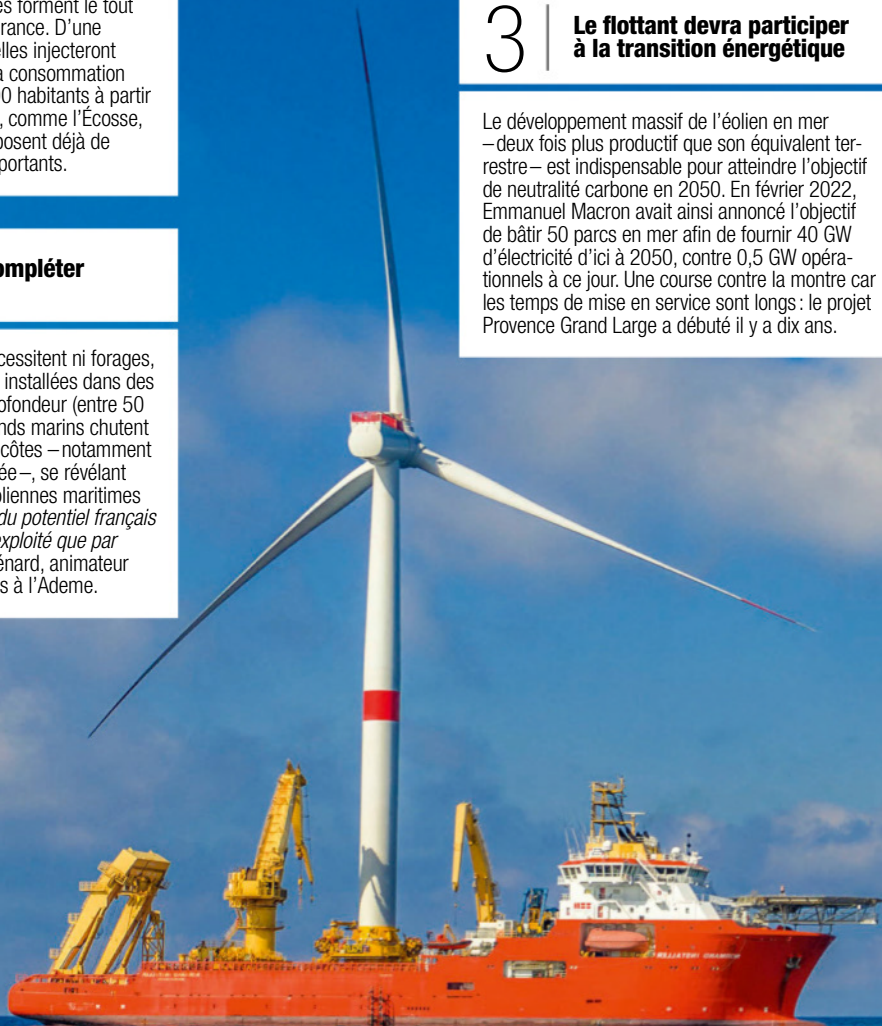 es forment le tout
rance. D'une
elles injecteront
a consommation
0 habitants à partir
, comme l'Écosse,
posent déjà de
portants.
ompléter
cessitent ni forages,
installées dans des
ofondeur (entre 50
nds marins chutent
côtes –notamment
ée–, se révélant
oliennes maritimes
du potentiel français
exploité que par
énard, animateur
s à l'Ademe.
3
Le flottant devra participer
à la transition énergétique
Le développement massif de l'éolien en mer
–deux fois plus productif que son équivalent ter-
restre– est indispensable pour atteindre l'objectif
de neutralité carbone en 2050. En février 2022,
Emmanuel Macron avait ainsi annoncé l'objectif
de bâtir 50 parcs en mer afin de fournir 40 GW
d'électricité d'ici à 2050, contre 0,5 GW opéra-
tionnels à ce jour. Une course contre la montre car
les temps de mise en service sont longs : le projet
Provence Grand Large a débuté il y a dix ans.